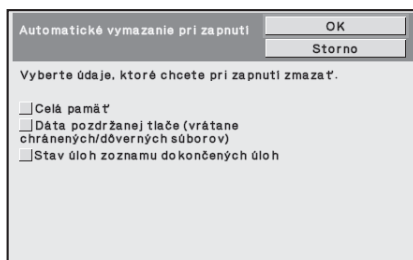 Automatické vymazanie pri zapnutí
OK
Storno
Vyberte údaje, ktoré chcete pri zapnutí zmazať.
Celá pamäť
Dáta pozdržanej tlače (vrátane
chránených/dôverných súborov)
Stav úloh zoznamu dokončených úloh